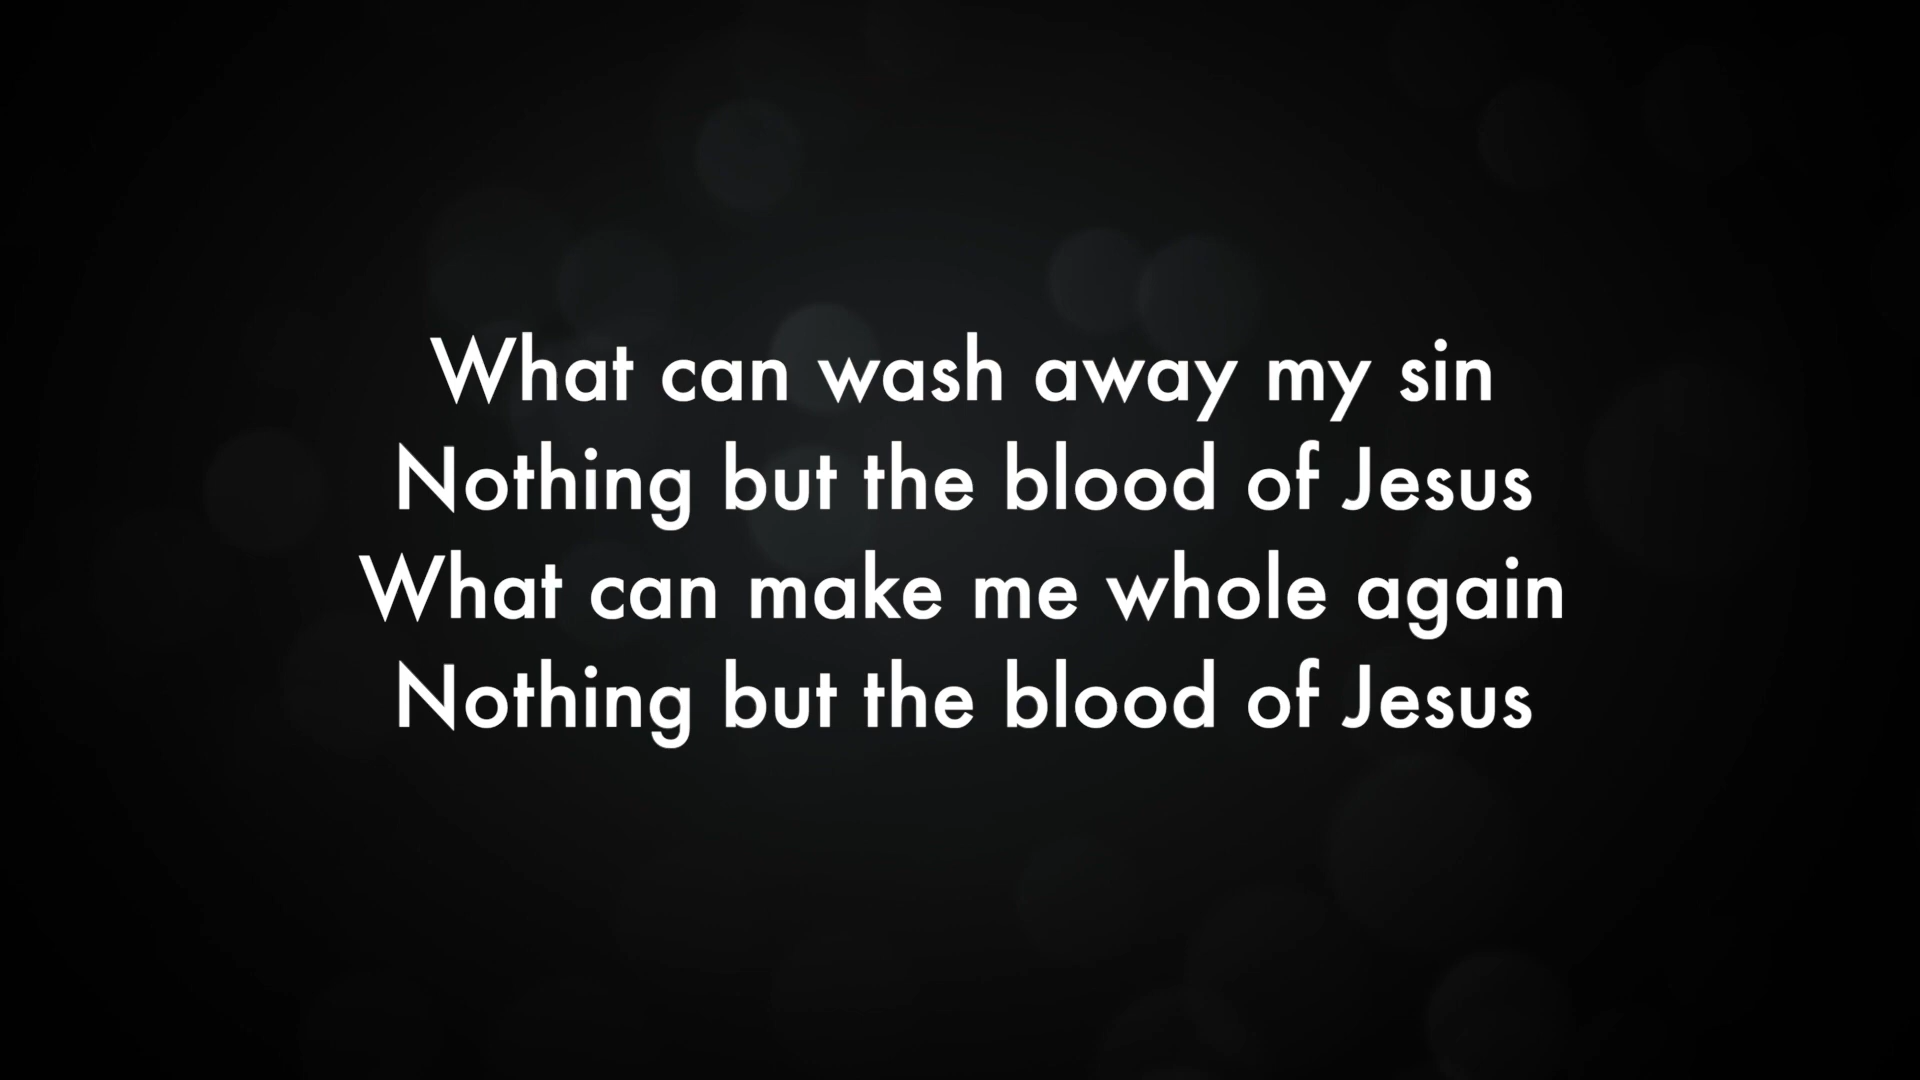 What can wash away my sin
Nothing but the blood of Jesus
What can make me whole again
Nothing but the blood of Jesus